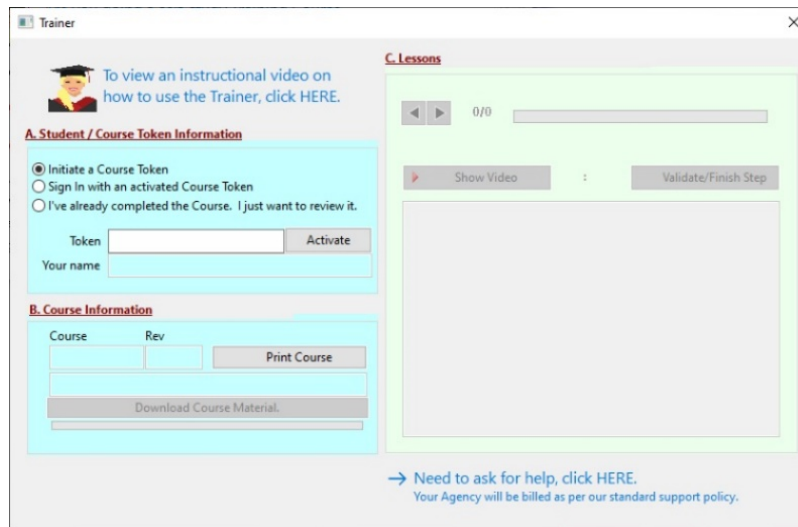 Trainer
To view an instructional video on
how to use the Trainer, click HERE.
A. Student / Course Token Information
Initiate a Course Token
Sign In with an activated Course Token
I've already completed the Course. I just want to review it.
Token
Activate
Your name
B. Course Information
Course Rev
Print Course
Download Course Material.
C. Lessons
0/0
Show Video : Validate/Finish Step
Need to ask for help, click HERE.
Your Agency will be billed as per our standard support policy.